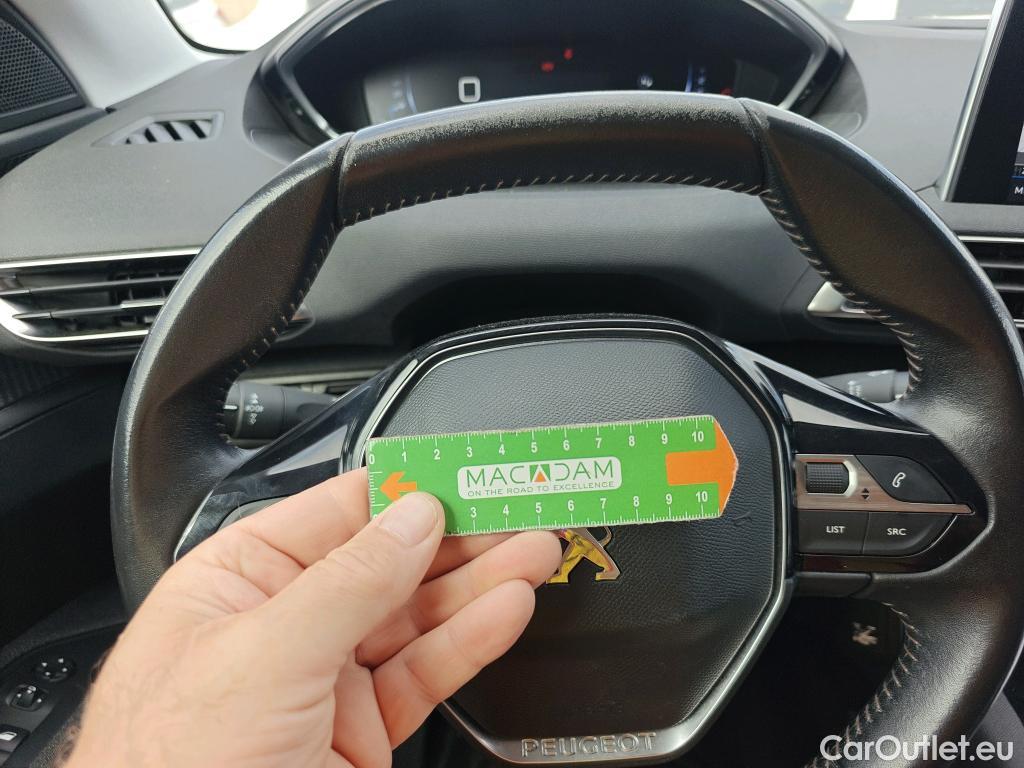 0 1 2 3 4 5 6 7 8 9 10
MACADAM
ON THE ROAD TO EXCELLENCE
3 4 5 6 7 8 9 10
LIST SRC
PEUGEOT
CarOutlet.eu